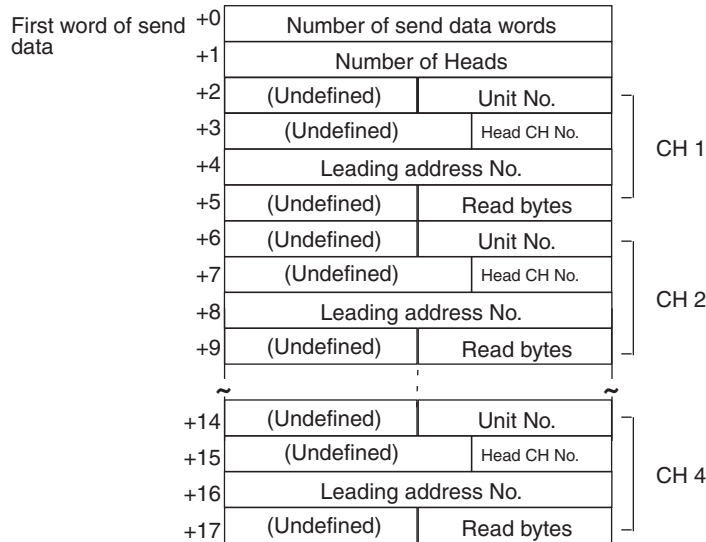 First word of send data
+0 Number of send data words
+1 Number of Heads
+2 (Undefined) Unit No.
+3 (Undefined) Head CH No.
+4 Leading address No.
+5 (Undefined) Read bytes
CH 1
+6 (Undefined) Unit No.
+7 (Undefined) Head CH No.
+8 Leading address No.
+9 (Undefined) Read bytes
CH 2
~ ~
+14 (Undefined) Unit No.
+15 (Undefined) Head CH No.
+16 Leading address No.
+17 (Undefined) Read bytes
CH 4